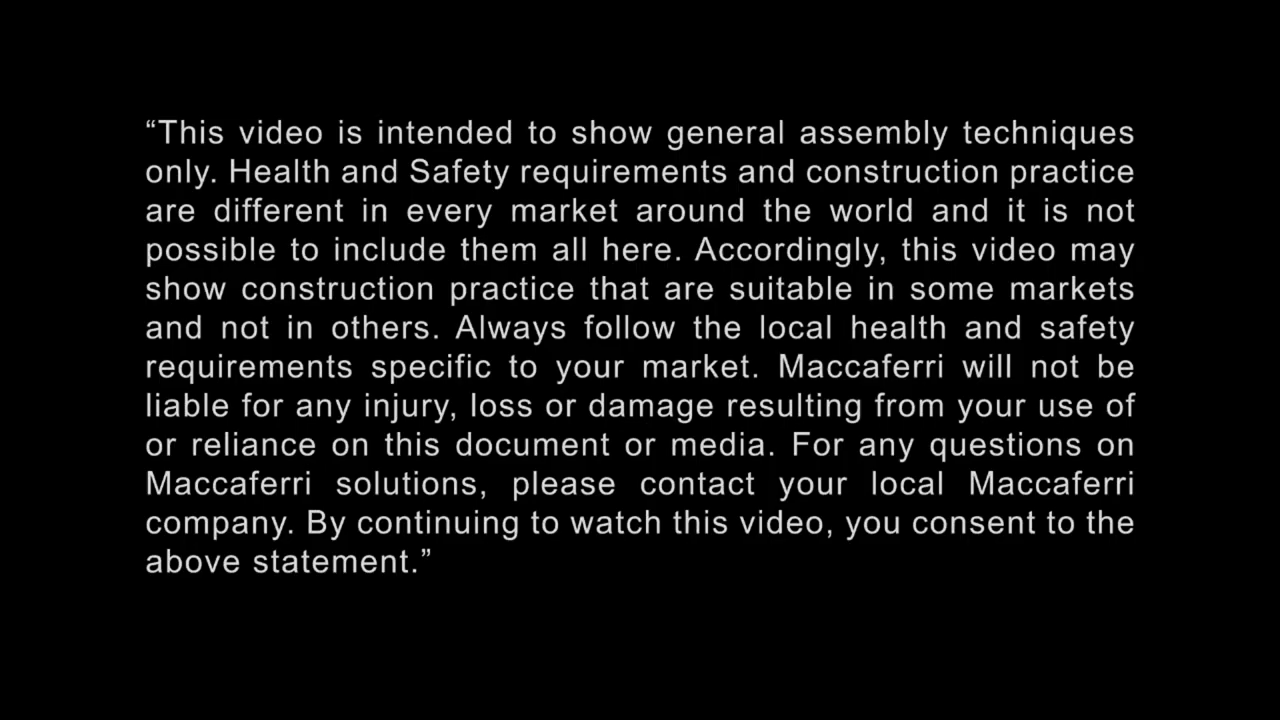 “This video is intended to show general assembly techniques
only. Health and Safety requirements and construction practice
are different in every market around the world and it is not
possible to include them all here. Accordingly, this video may
show construction practice that are suitable in some markets
and not in others. Always follow the local health and safety
requirements specific to your market. Maccaferri will not be
liable for any injury, loss or damage resulting from your use of
or reliance on this document or media. For any questions on
Maccaferri solutions, please contact your local Maccaferri
company. By continuing to watch this video, you consent to the
above statement.”